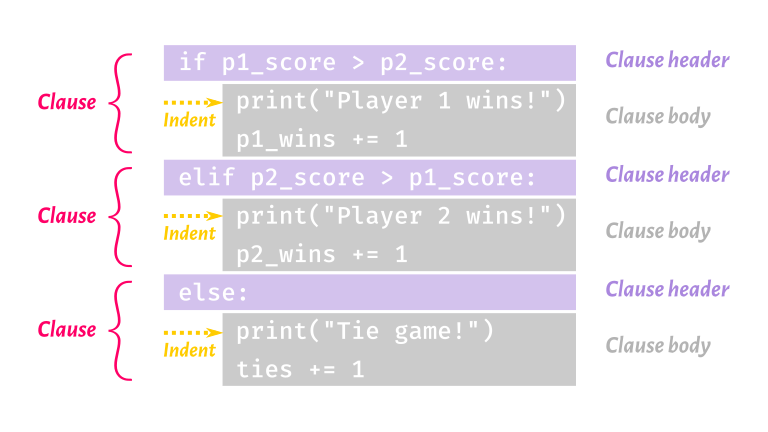 if p1_score > p2_score:
Clause header
Clause
Indent
print("Player 1 wins!")
p1_wins += 1
Clause body
elif p2_score > p1_score:
Clause header
Clause
Indent
print("Player 2 wins!")
p2_wins += 1
Clause body
else:
Clause header
Clause
Indent
print("Tie game!")
ties += 1
Clause body